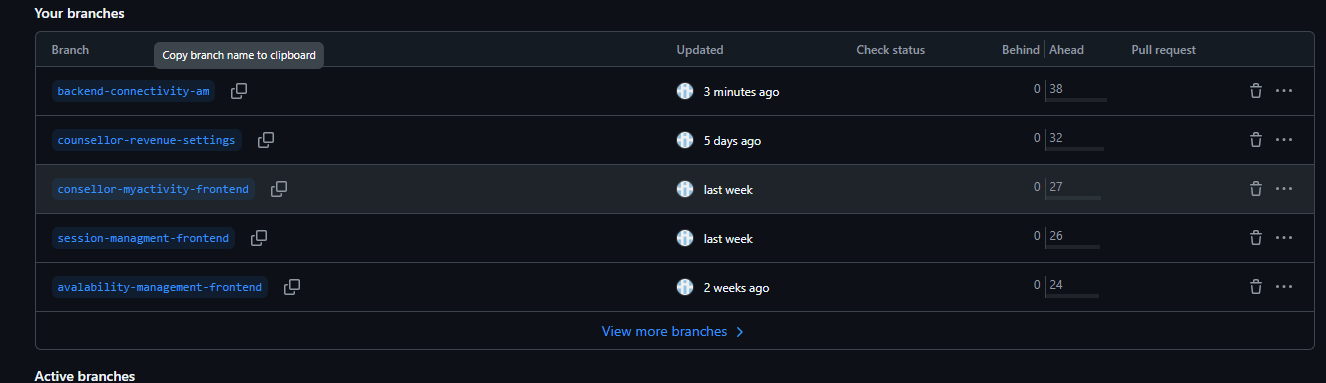 Your branches
Branch Copy branch name to clipboard Updated Check status Behind Ahead Pull request
backend-connectivity-am 3 minutes ago 0 38
counsellor-revenue-settings 5 days ago 0 32
consellor-myactivity-frontend last week 0 27
session-managment-frontend last week 0 26
avalability-management-frontend 2 weeks ago 0 24
View more branches
Active branches